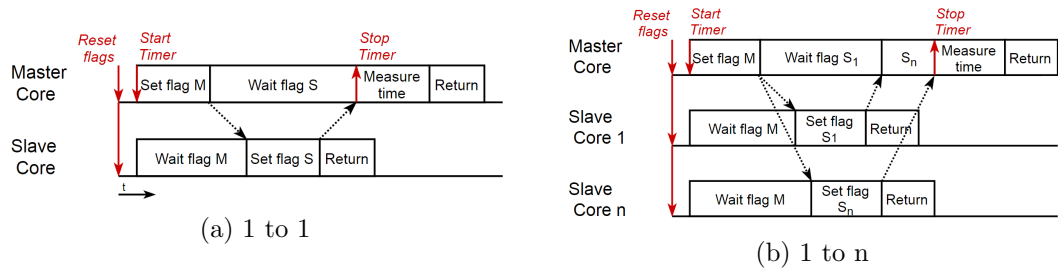 Reset
flags
Start
Timer
Stop
Timer
Master
Core
Set flag M
Wait flag S
Measure
time
Return
Slave
Core
Wait flag M
Set flag S
Return
t
(a) 1 to 1
Reset
flags
Start
Timer
Stop
Timer
Master
Core
Set flag M
Wait flag S1
Sn
Measure
time
Return
Slave
Core 1
Wait flag M
Set flag
S1
Return
Slave
Core n
Wait flag M
Set flag
Sn
Return
(b) 1 to n